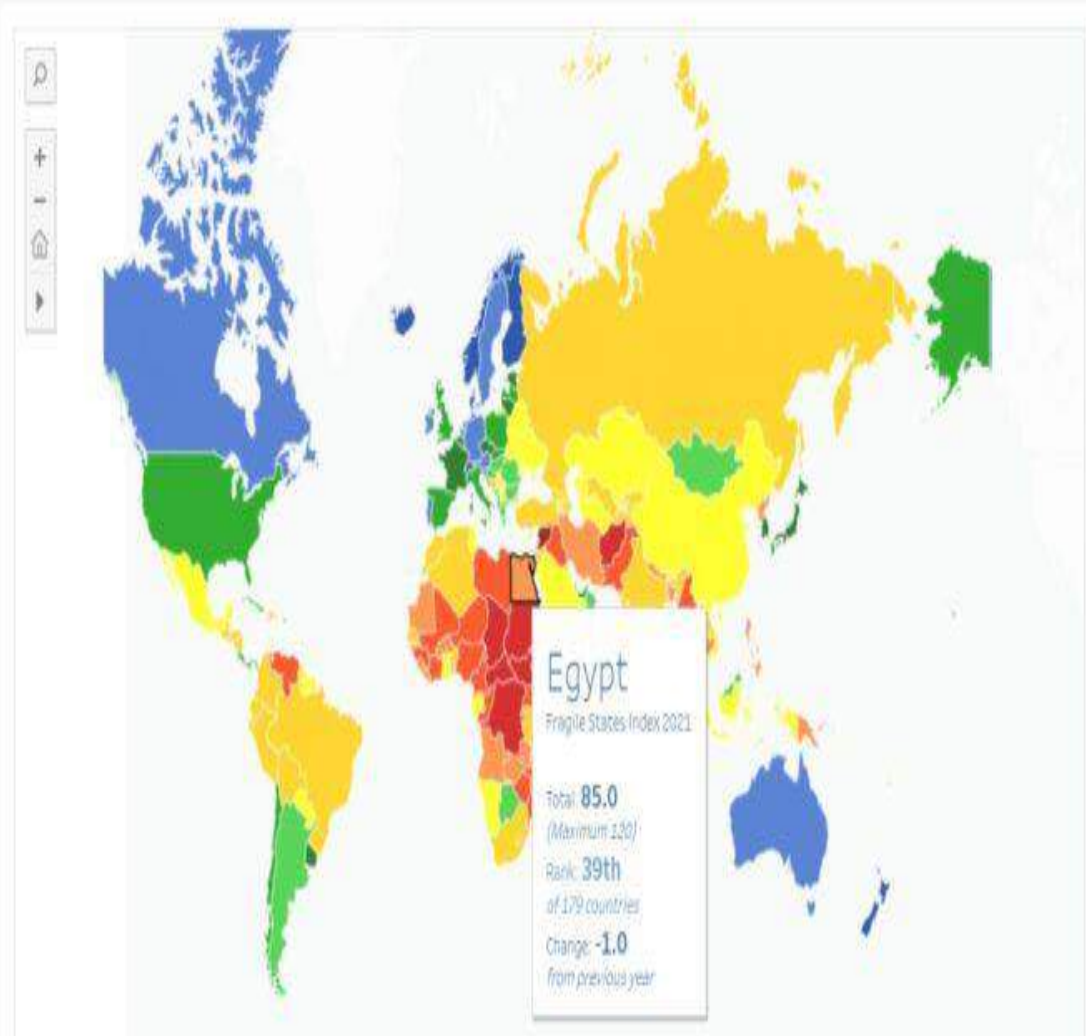 Egypt
Fragile States Index 2021
Total: 85.0
(Maximum 120)
Rank: 39th
of 179 countries
Change: -1.0
from previous year